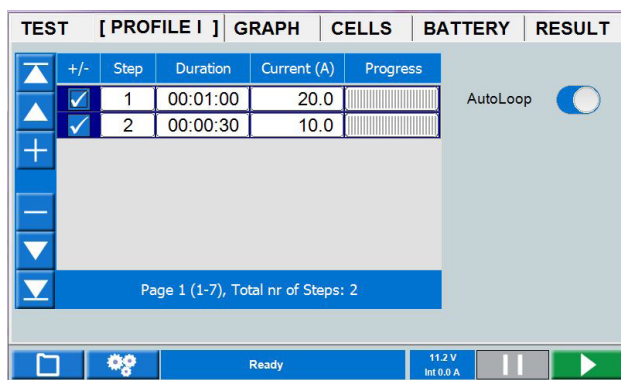 TEST [ PROFILE I ] GRAPH CELLS BATTERY RESULT
+/- Step Duration Current (A) Progress
1 00:01:00 20.0
2 00:00:30 10.0
AutoLoop
Page 1 (1-7), Total nr of Steps: 2
Ready
11.2 V
Int 0.0 A